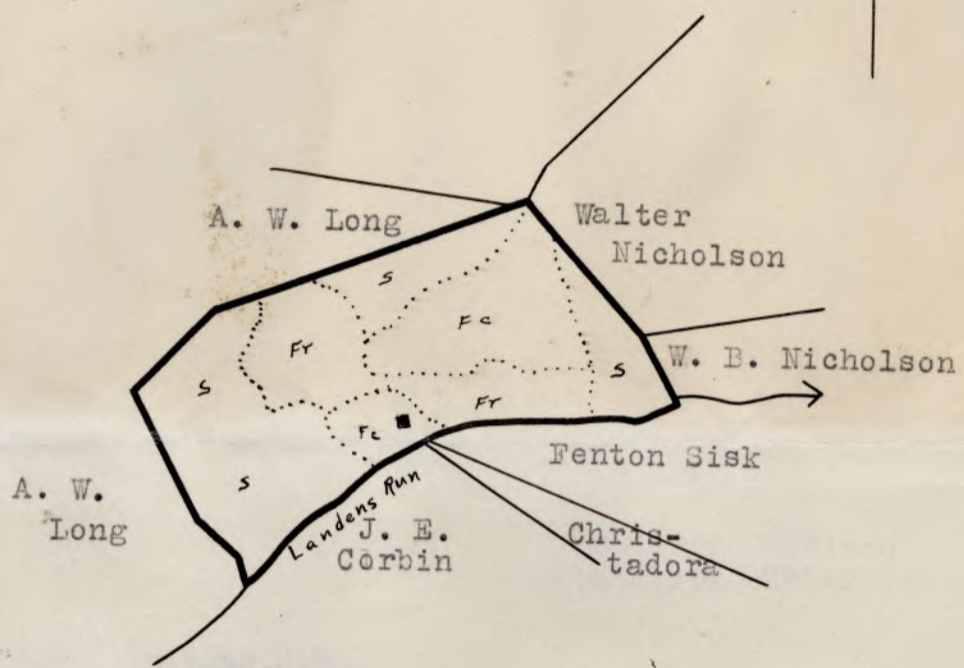 A. W. Long
Walter
Nicholson
S
Fc
Fr
S
S
W. B. Nicholson
Fr
Fc
Fenton Sisk
S
A. W.
Long
Landens Run
J. E.
Corbin
Chris-
tadora